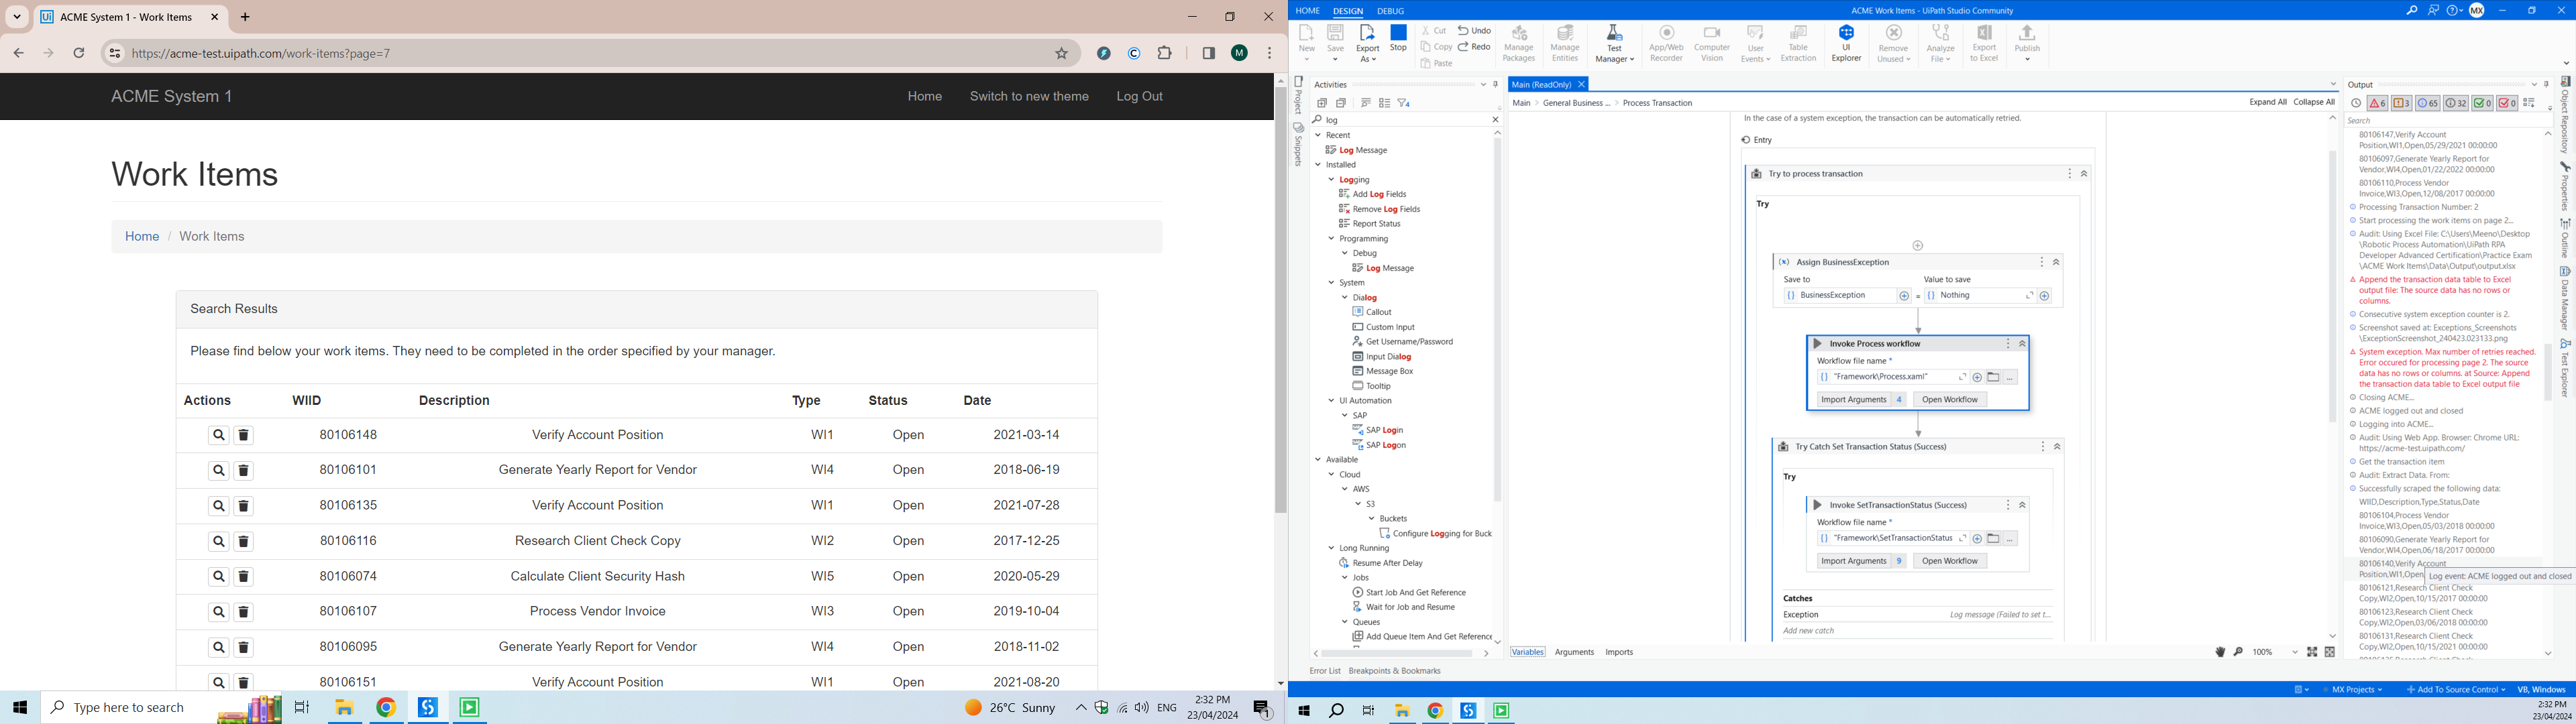 ACME System 1 - Work Items
https://acme-test.uipath.com/work-items?page=7
M
ACME System 1
Home
Switch to new theme
Log Out
Work Items
Home / Work Items
Search Results
Please find below your work items. They need to be completed in the order specified by your manager.
Actions WIID Description Type Status Date
80106148 Verify Account Position WI1 Open 2021-03-14
80106101 Generate Yearly Report for Vendor WI4 Open 2018-06-19
80106135 Verify Account Position WI1 Open 2021-07-28
80106116 Research Client Check Copy WI2 Open 2017-12-25
80106074 Calculate Client Security Hash WI5 Open 2020-05-29
80106107 Process Vendor Invoice WI3 Open 2019-10-04
80106095 Generate Yearly Report for Vendor WI4 Open 2018-11-02
80106151 Verify Account Position WI1 Open 2021-08-20
Type here to search
26°C Sunny
ENG
2:32 PM
23/04/2024
1
HOME DESIGN DEBUG
ACME Work Items - UiPath Studio Community
MX
New
Save
Export As
Stop
Cut
Copy
Paste
Undo
Redo
Manage Packages
Manage Entities
Test Manager
App/Web Recorder
Computer Vision
User Events
Table Extraction
UI Explorer
Remove Unused
Analyze File
Export to Excel
Publish
Project
Snippets
Activities
4
log
Recent
Log Message
Installed
Logging
Add Log Fields
Remove Log Fields
Report Status
Programming
Debug
Log Message
System
Dialog
Callout
Custom Input
Get Username/Password
Input Dialog
Message Box
Tooltip
UI Automation
SAP
SAP Login
SAP Logon
Available
Cloud
AWS
S3
Buckets
Configure Logging for Buck
Long Running
Resume After Delay
Jobs
Start Job And Get Reference
Wait for Job and Resume
Queues
Add Queue Item And Get Reference
Main (ReadOnly)
Main > General Business ... > Process Transaction
Expand All Collapse All
In the case of a system exception, the transaction can be automatically retried.
Entry
Try to process transaction
Try
Assign BusinessException
Save to
Value to save
BusinessException = Nothing
Invoke Process workflow
Workflow file name *
"Framework\Process.xaml"
Import Arguments 4 Open Workflow
Try Catch Set Transaction Status (Success)
Try
Invoke SetTransactionStatus (Success)
Workflow file name *
"Framework\SetTransactionStatus
Import Arguments 9 Open Workflow
Catches
Exception
Log message (Failed to set t...
Add new catch
Variables Arguments Imports
100%
Error List Breakpoints & Bookmarks
Output
6 3 65 32 0 0
Search
80106147,Verify Account
Position,WI1,Open,05/29/2021 00:00:00
80106097,Generate Yearly Report for
Vendor,WI4,Open,01/22/2022 00:00:00
80106110,Process Vendor
Invoice,WI3,Open,12/08/2017 00:00:00
Processing Transaction Number: 2
Start processing the work items on page 2...
Audit: Using Excel File: C:\Users\Meeno\Desktop
\Robotic Process Automation\UiPath RPA
Developer Advanced Certification\Practice Exam
\ACME Work Items\Data\Output\output.xlsx
Append the transaction data table to Excel
output file: The source data has no rows or
columns.
Consecutive system exception counter is 2.
Screenshot saved at: Exceptions_Screenshots
\ExceptionScreenshot_240423.023133.png
System exception. Max number of retries reached.
Error occured for processing page 2. The source
data has no rows or columns. at Source: Append
the transaction data table to Excel output file
Closing ACME...
ACME logged out and closed
Logging into ACME...
Audit: Using Web App. Browser: Chrome URL:
https://acme-test.uipath.com/
Get the transaction item
Audit: Extract Data. From:
Successfully scraped the following data:
WIID,Description,Type,Status,Date
80106104,Process Vendor
Invoice,WI3,Open,05/03/2018 00:00:00
80106090,Generate Yearly Report for
Vendor,WI4,Open,06/18/2017 00:00:00
80106140,Verify Account
Position,WI1,Open
Log event: ACME logged out and closed
80106121,Research Client Check
Copy,WI2,Open,10/15/2017 00:00:00
80106123,Research Client Check
Copy,WI2,Open,03/06/2018 00:00:00
80106131,Research Client Check
Copy,WI2,Open,10/15/2021 00:00:00
Object Repository
Properties
Outline
Data Manager
Test Explorer
MX Projects
Add To Source Control
VB, Windows
2:32 PM
23/04/2024